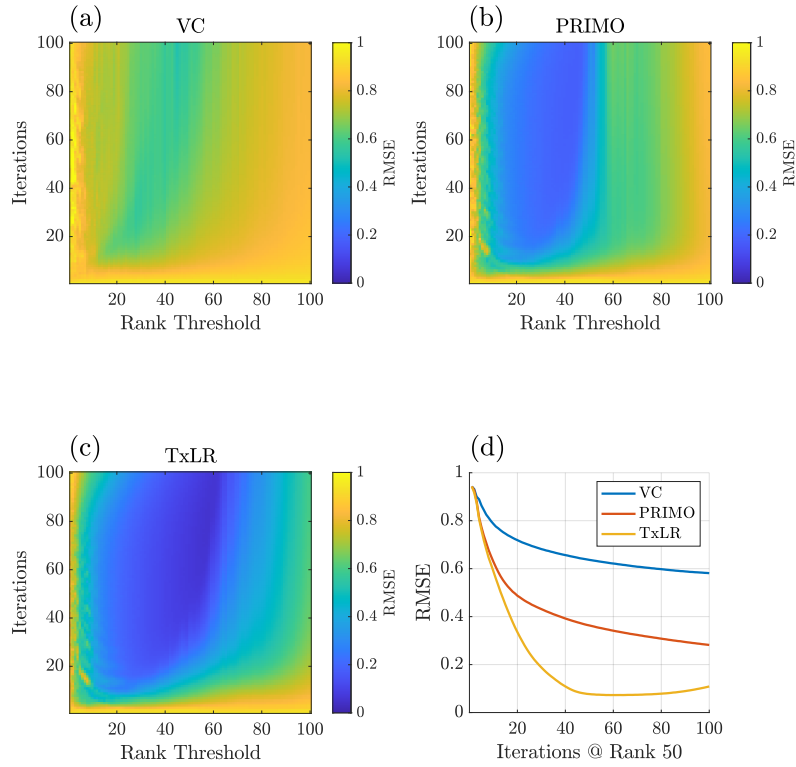 (a)
VC
100
80
60
40
20
20 40 60 80 100
Iterations
Rank Threshold
1
0.8
0.6
0.4
0.2
0
RMSE
(b)
PRIMO
100
80
60
40
20
20 40 60 80 100
Iterations
Rank Threshold
1
0.8
0.6
0.4
0.2
0
RMSE
(c)
TxLR
100
80
60
40
20
20 40 60 80 100
Iterations
Rank Threshold
1
0.8
0.6
0.4
0.2
0
RMSE
(d)
1
0.8
0.6
0.4
0.2
0
20 40 60 80 100
RMSE
Iterations @ Rank 50
VC
PRIMO
TxLR